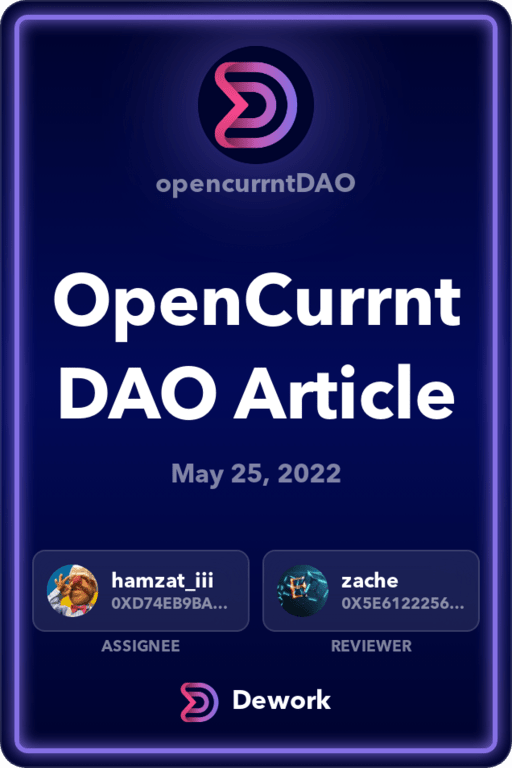 opencurrntDAO
OpenCurrnt
DAO Article
May 25, 2022
hamzat_iii
0XD74EB9BA...
ASSIGNEE
zache
0X5E6122256...
REVIEWER
Dework